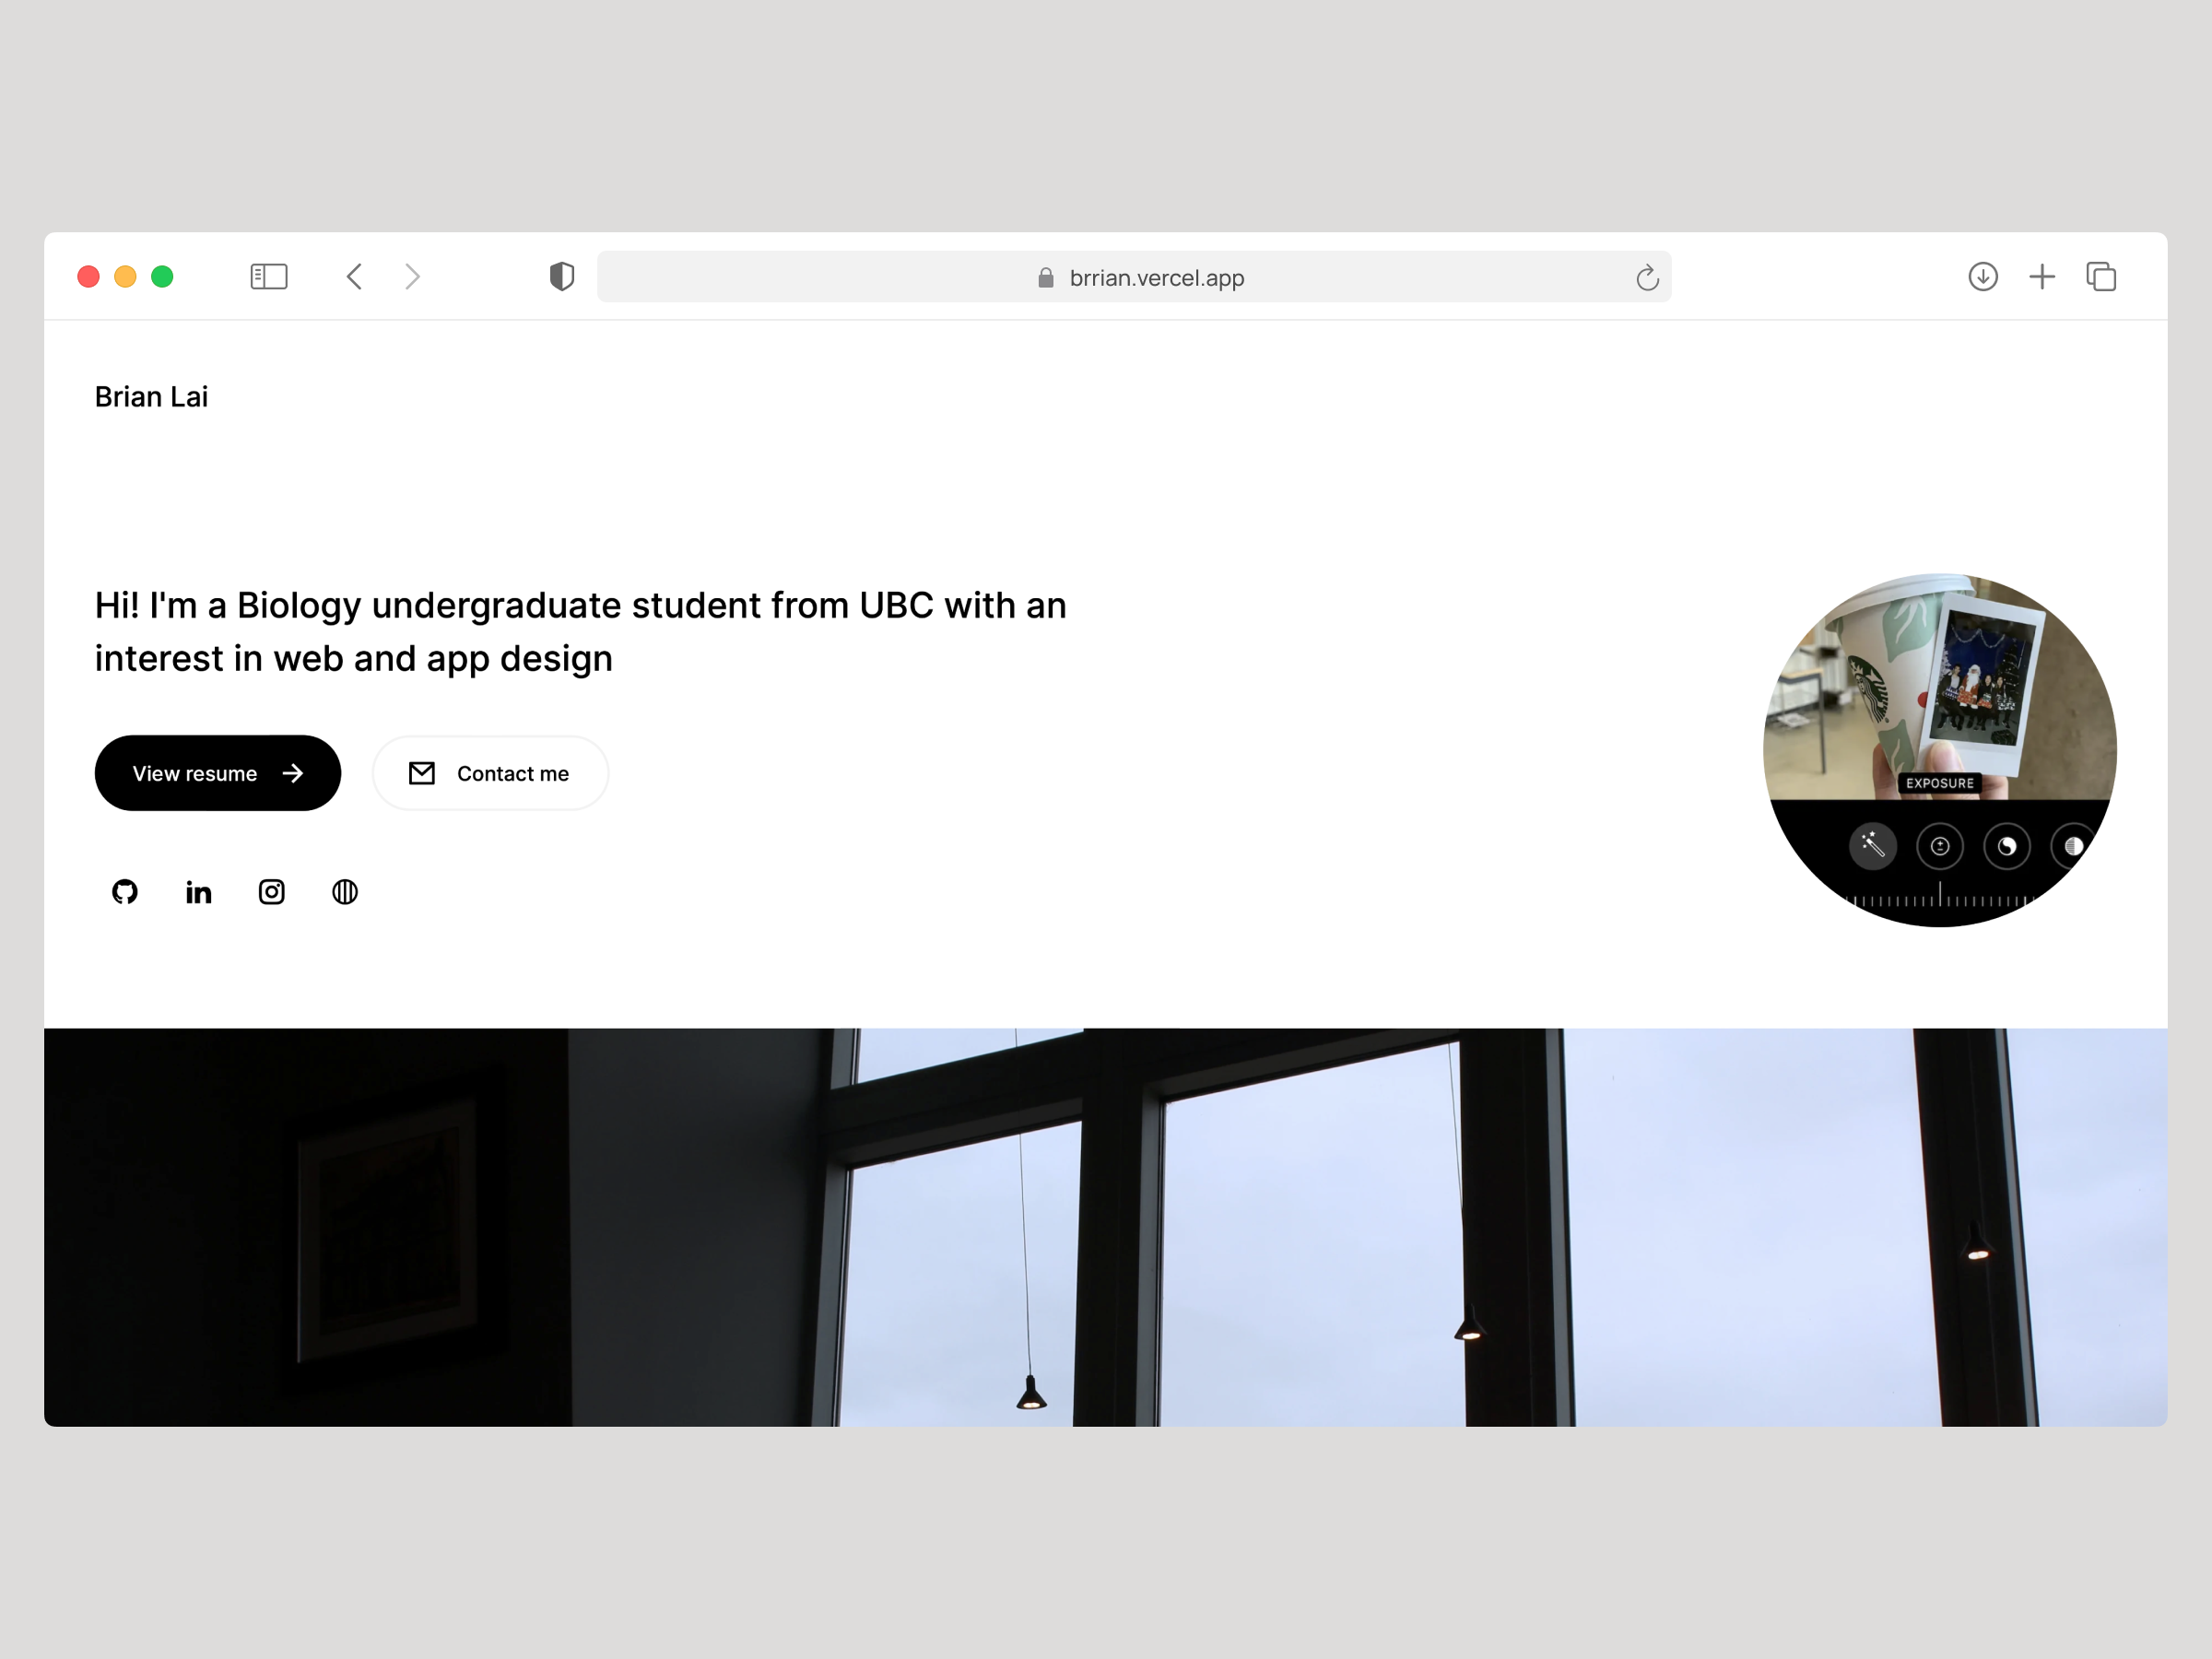 brrian.vercel.app
Brian Lai
Hi! I'm a Biology undergraduate student from UBC with an
interest in web and app design
View resume
Contact me
in
EXPOSURE